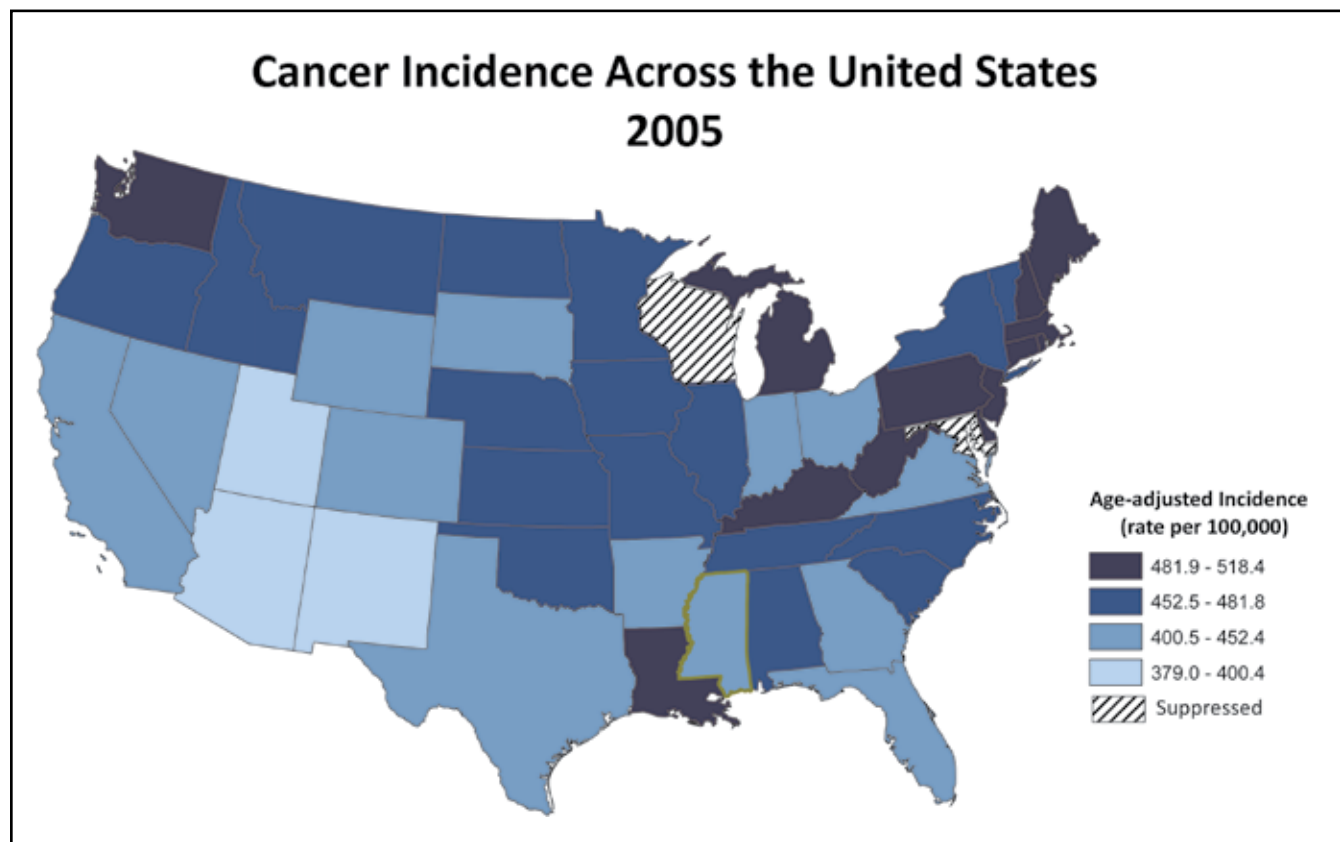 Cancer Incidence Across the United States
2005
Age-adjusted Incidence
(rate per 100,000)
481.9 - 518.4
452.5 - 481.8
400.5 - 452.4
379.0 - 400.4
Suppressed